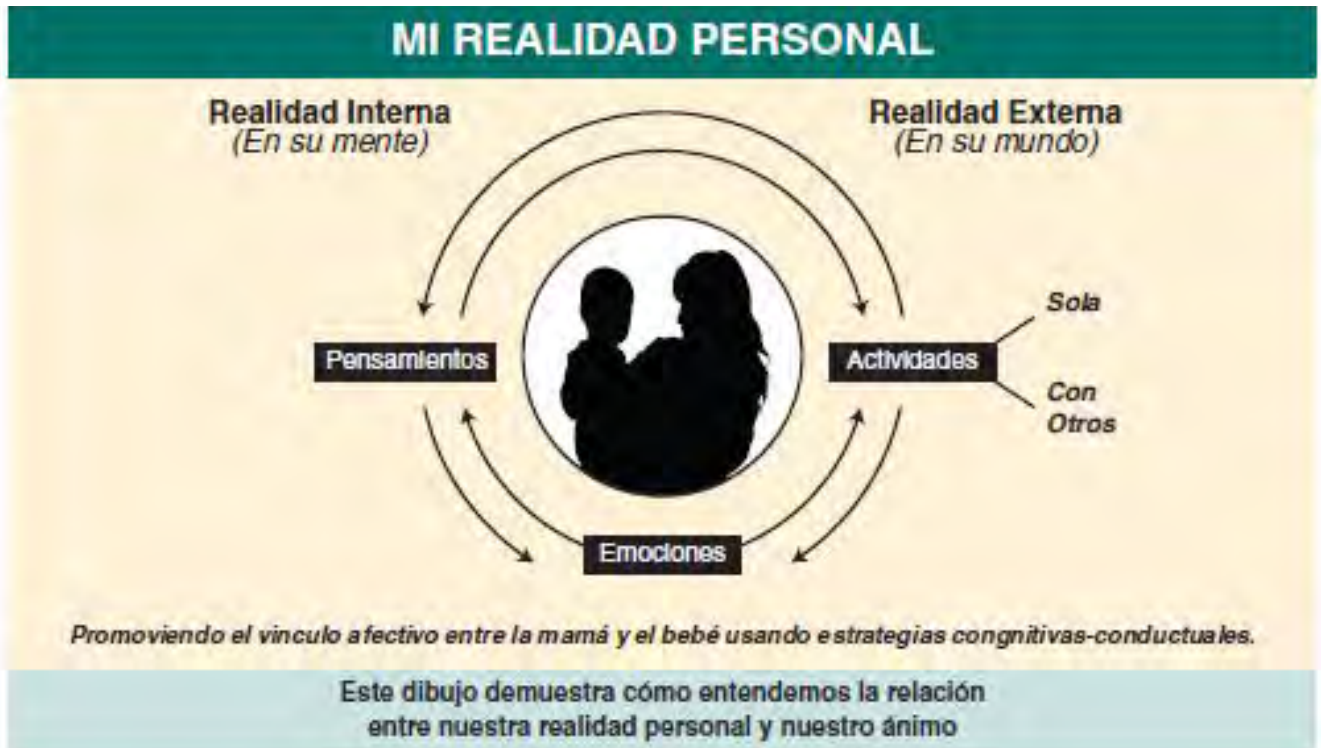 MI REALIDAD PERSONAL
Realidad Interna
(En su mente)
Realidad Externa
(En su mundo)
Pensamientos
Actividades
Sola
Con
Otros
Emociones
Promoviendo el vinculo afectivo entre la mamá y el bebé usando estrategias congnitivas-conductuales.
Este dibujo demuestra cómo entendemos la relación
entre nuestra realidad personal y nuestro ánimo